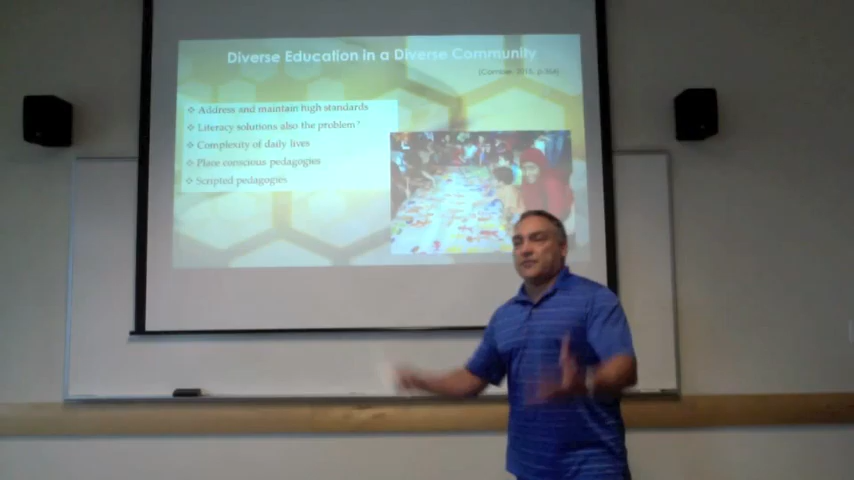 Diverse Education in a Diverse Community
❖ Address and maintain high standards
❖ Literacy solutions also the problem
❖ Complexity of daily lives
❖ Place conscious pedagogies
❖ Scripted pedagogies